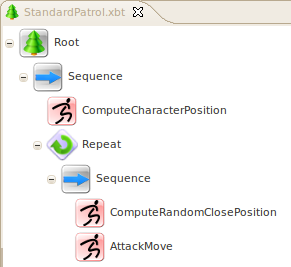 StandardPatrol.xbt
Root
Sequence
ComputeCharacterPosition
Repeat
Sequence
ComputeRandomClosePosition
AttackMove